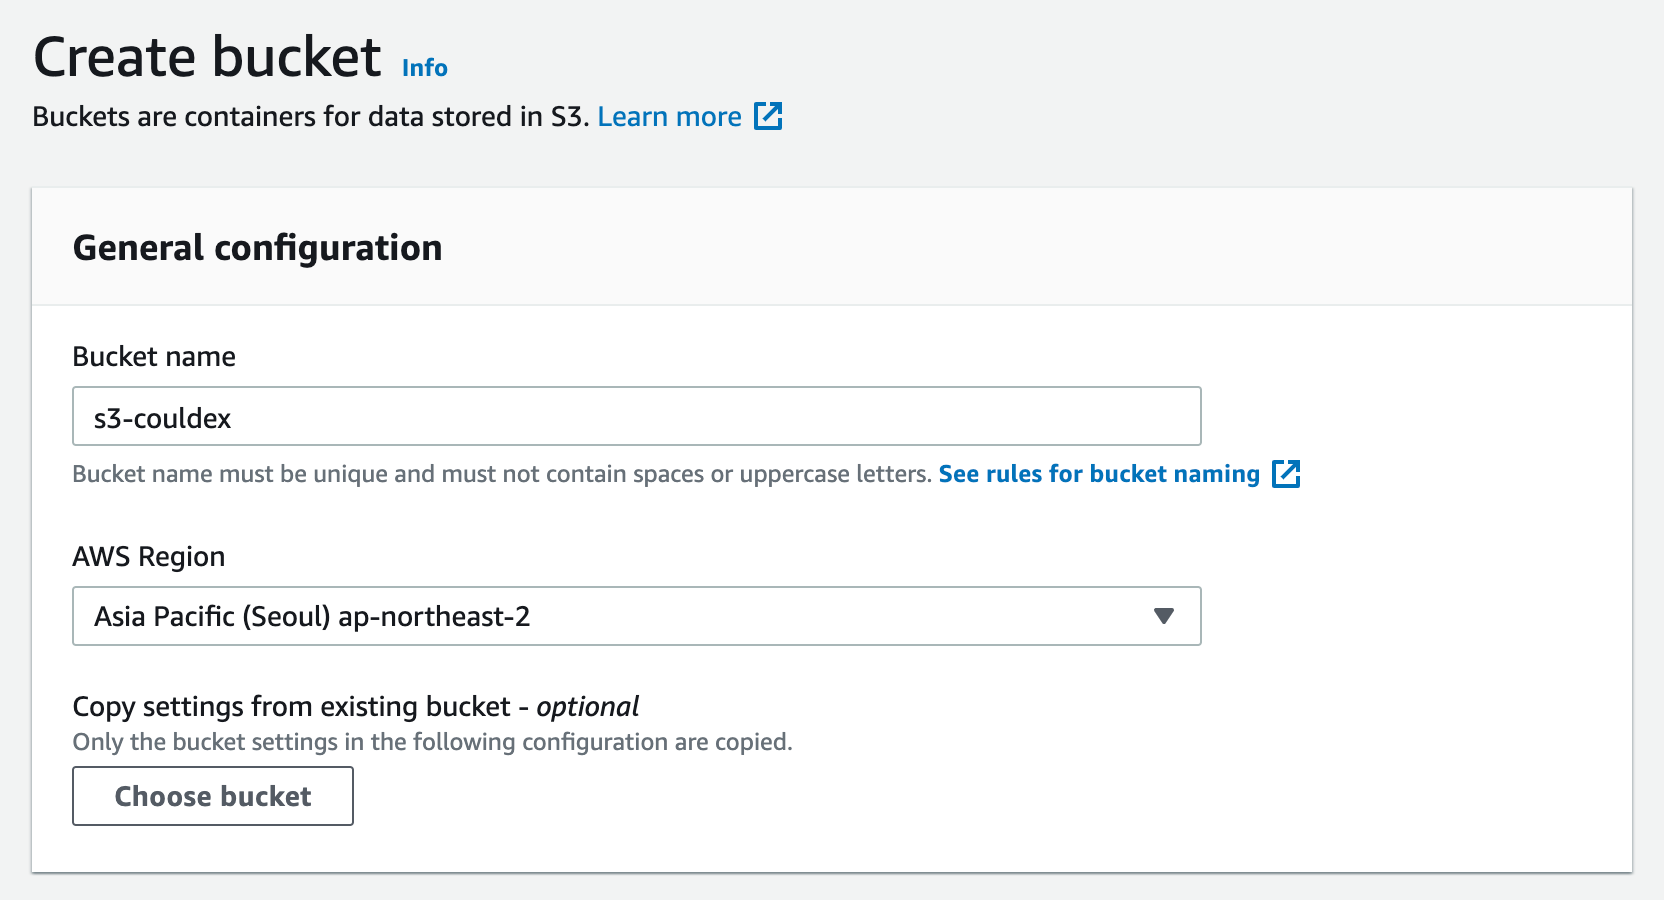 Create bucket Info
Buckets are containers for data stored in S3. Learn more
General configuration
Bucket name
s3-couldex
Bucket name must be unique and must not contain spaces or uppercase letters. See rules for bucket naming
AWS Region
Asia Pacific (Seoul) ap-northeast-2
Copy settings from existing bucket - optional
Only the bucket settings in the following configuration are copied.
Choose bucket